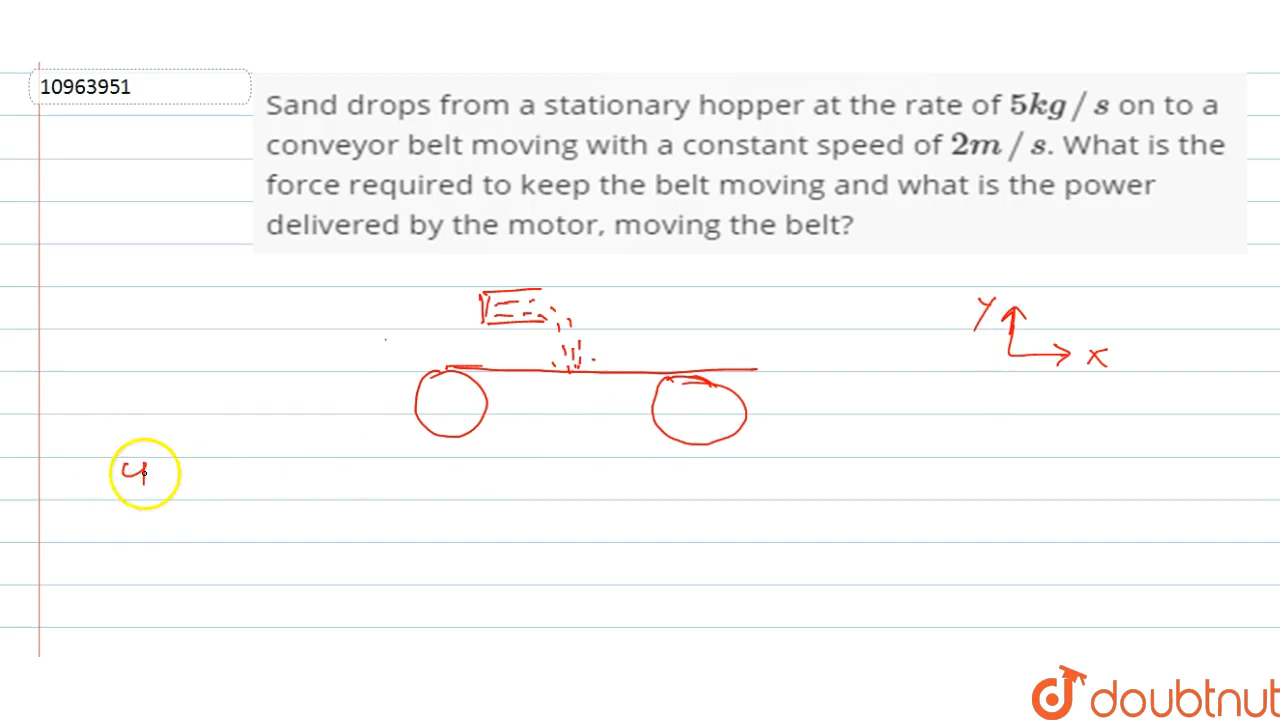 10963951
Sand drops from a stationary hopper at the rate of 5kg / s on to a
conveyor belt moving with a constant speed of 2m / s. What is the
force required to keep the belt moving and what is the power
delivered by the motor, moving the belt?
y
x
4
doubtnut